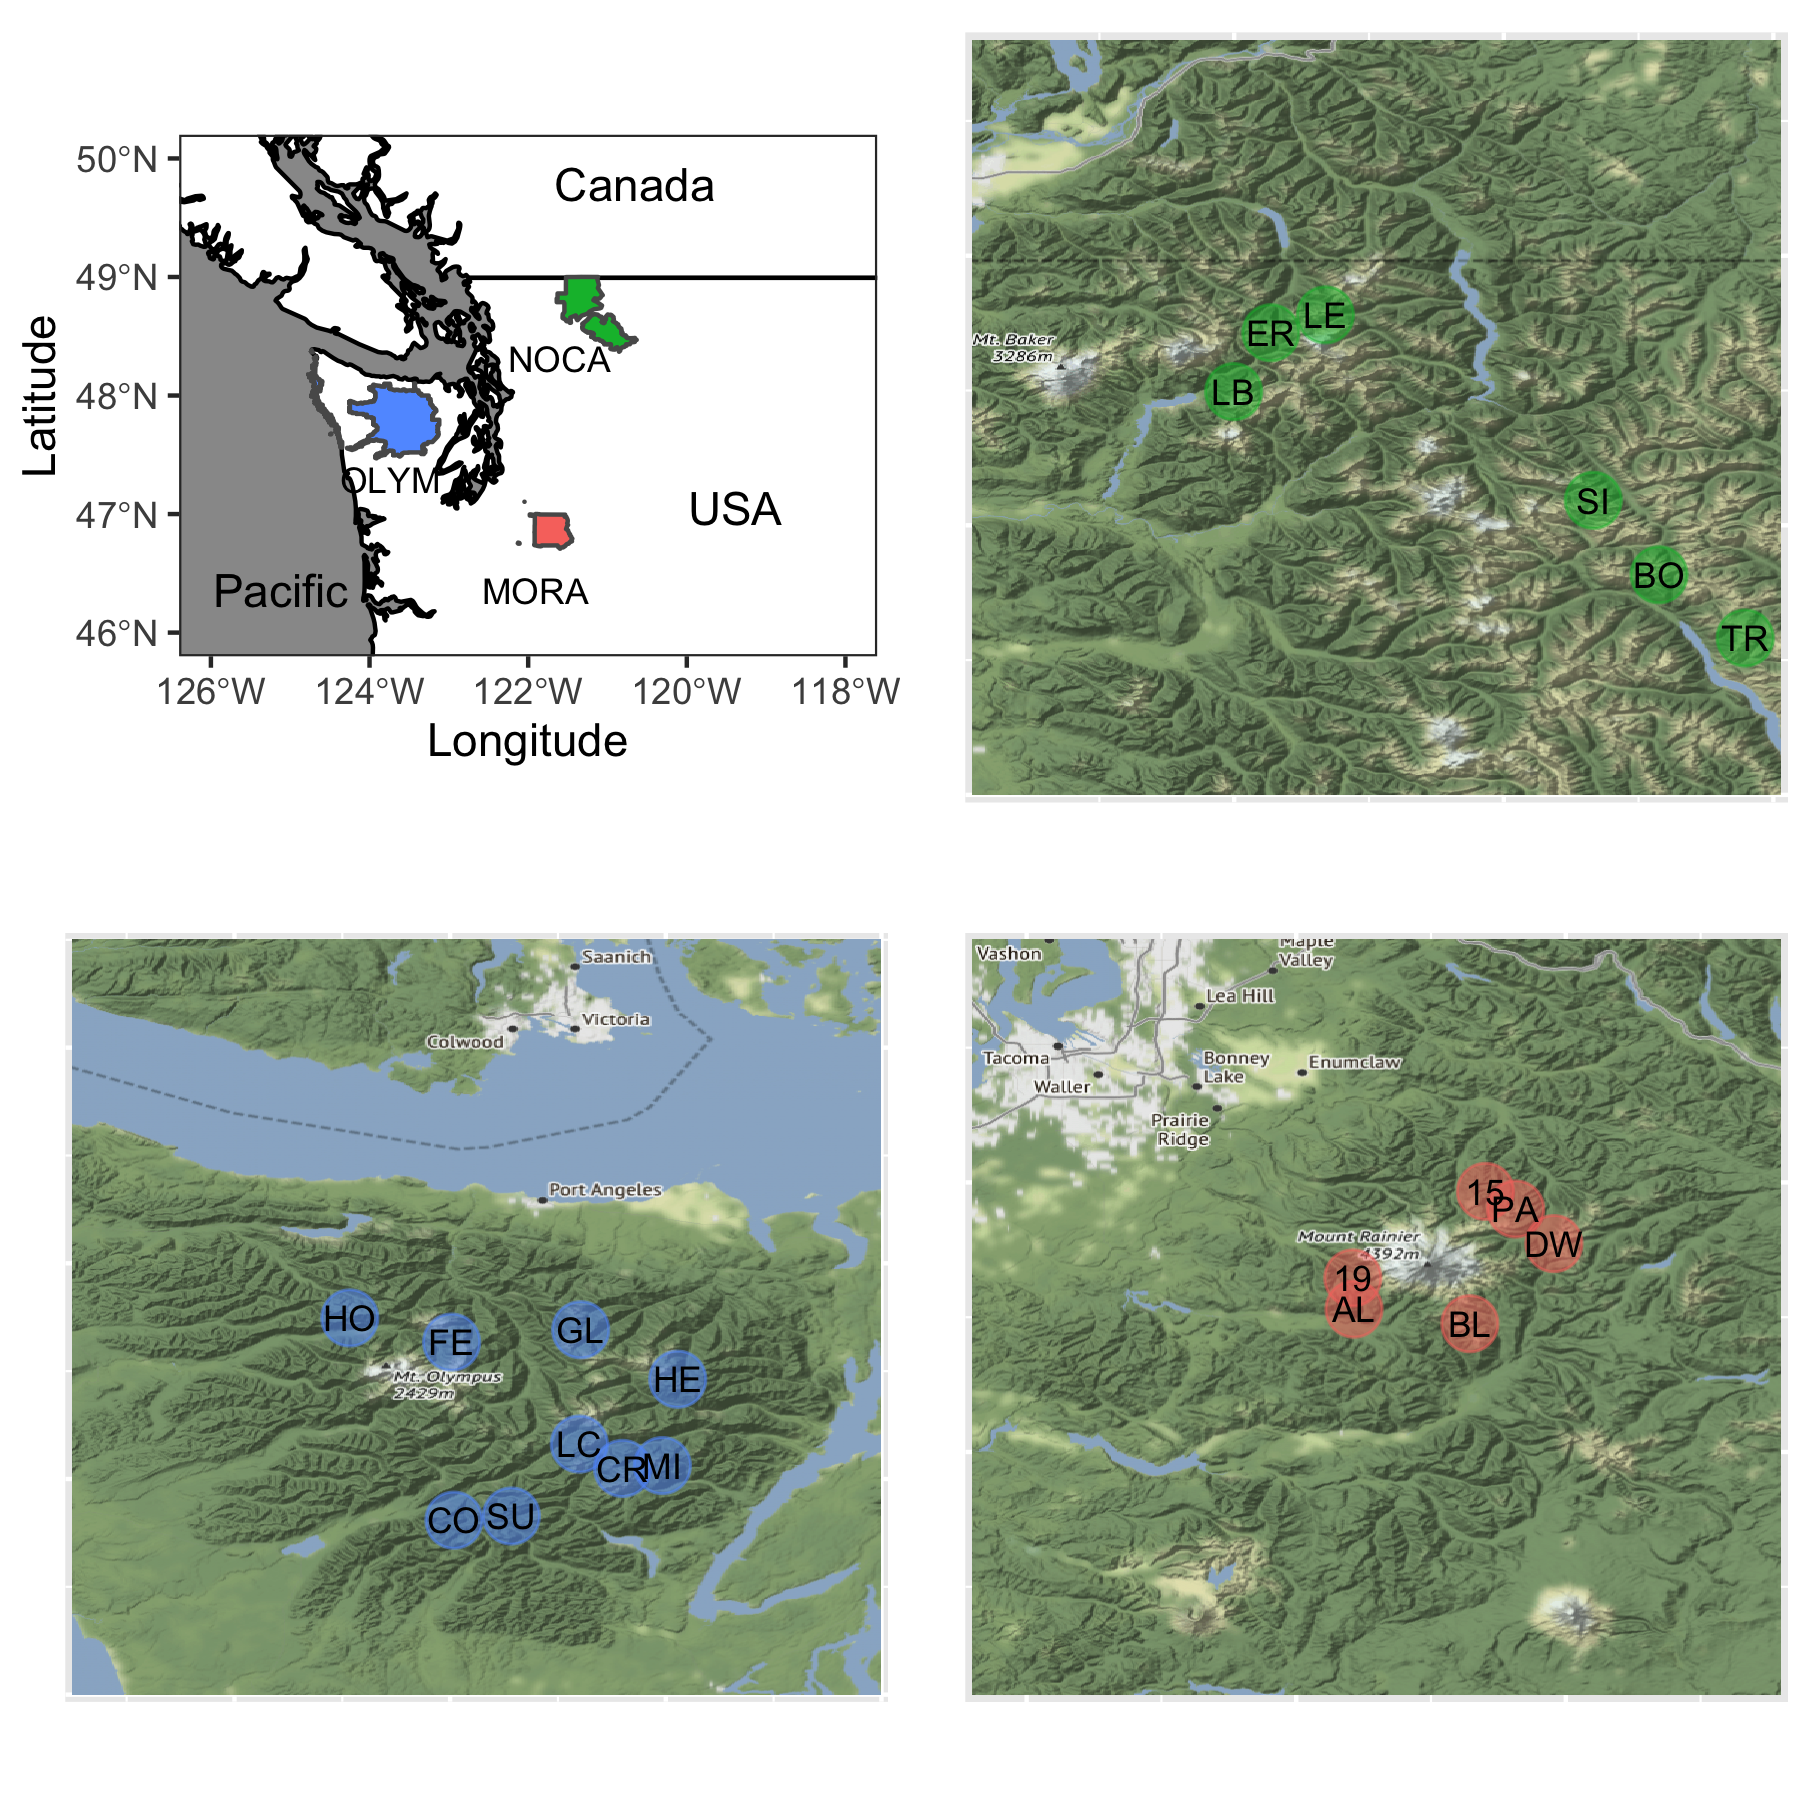 50°N
49°N
48°N
47°N
46°N
Latitude
126°W
124°W
122°W
120°W
118°W
Longitude
Canada
NOCA
OLYM
USA
MORA
Pacific
Mt. Baker
3286m
LE
ER
LB
SI
BO
TR
Saanich
Victoria
Colwood
Port Angeles
HO
FE
GL
Mt. Olympus
2429m
HE
LC
CR
MI
CO
SU
Vashon
Maple
Valley
Lea Hill
Tacoma
Bonney
Lake
Enumclaw
Waller
Prairie
Ridge
15
PA
DW
Mount Rainier
4392m
19
AL
BL